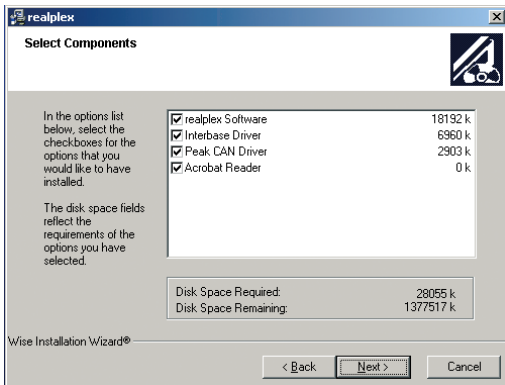 realplex
Select Components
In the options list
below, select the
checkboxes for the
options that you
would like to have
installed.
The disk space fields
reflect the
requirements of the
options you have
selected.
realplex Software 18192 k
Interbase Driver 6960 k
Peak CAN Driver 2903 k
Acrobat Reader 0 k
Disk Space Required: 28055 k
Disk Space Remaining: 1377517 k
Wise Installation Wizard®
< Back Next > Cancel